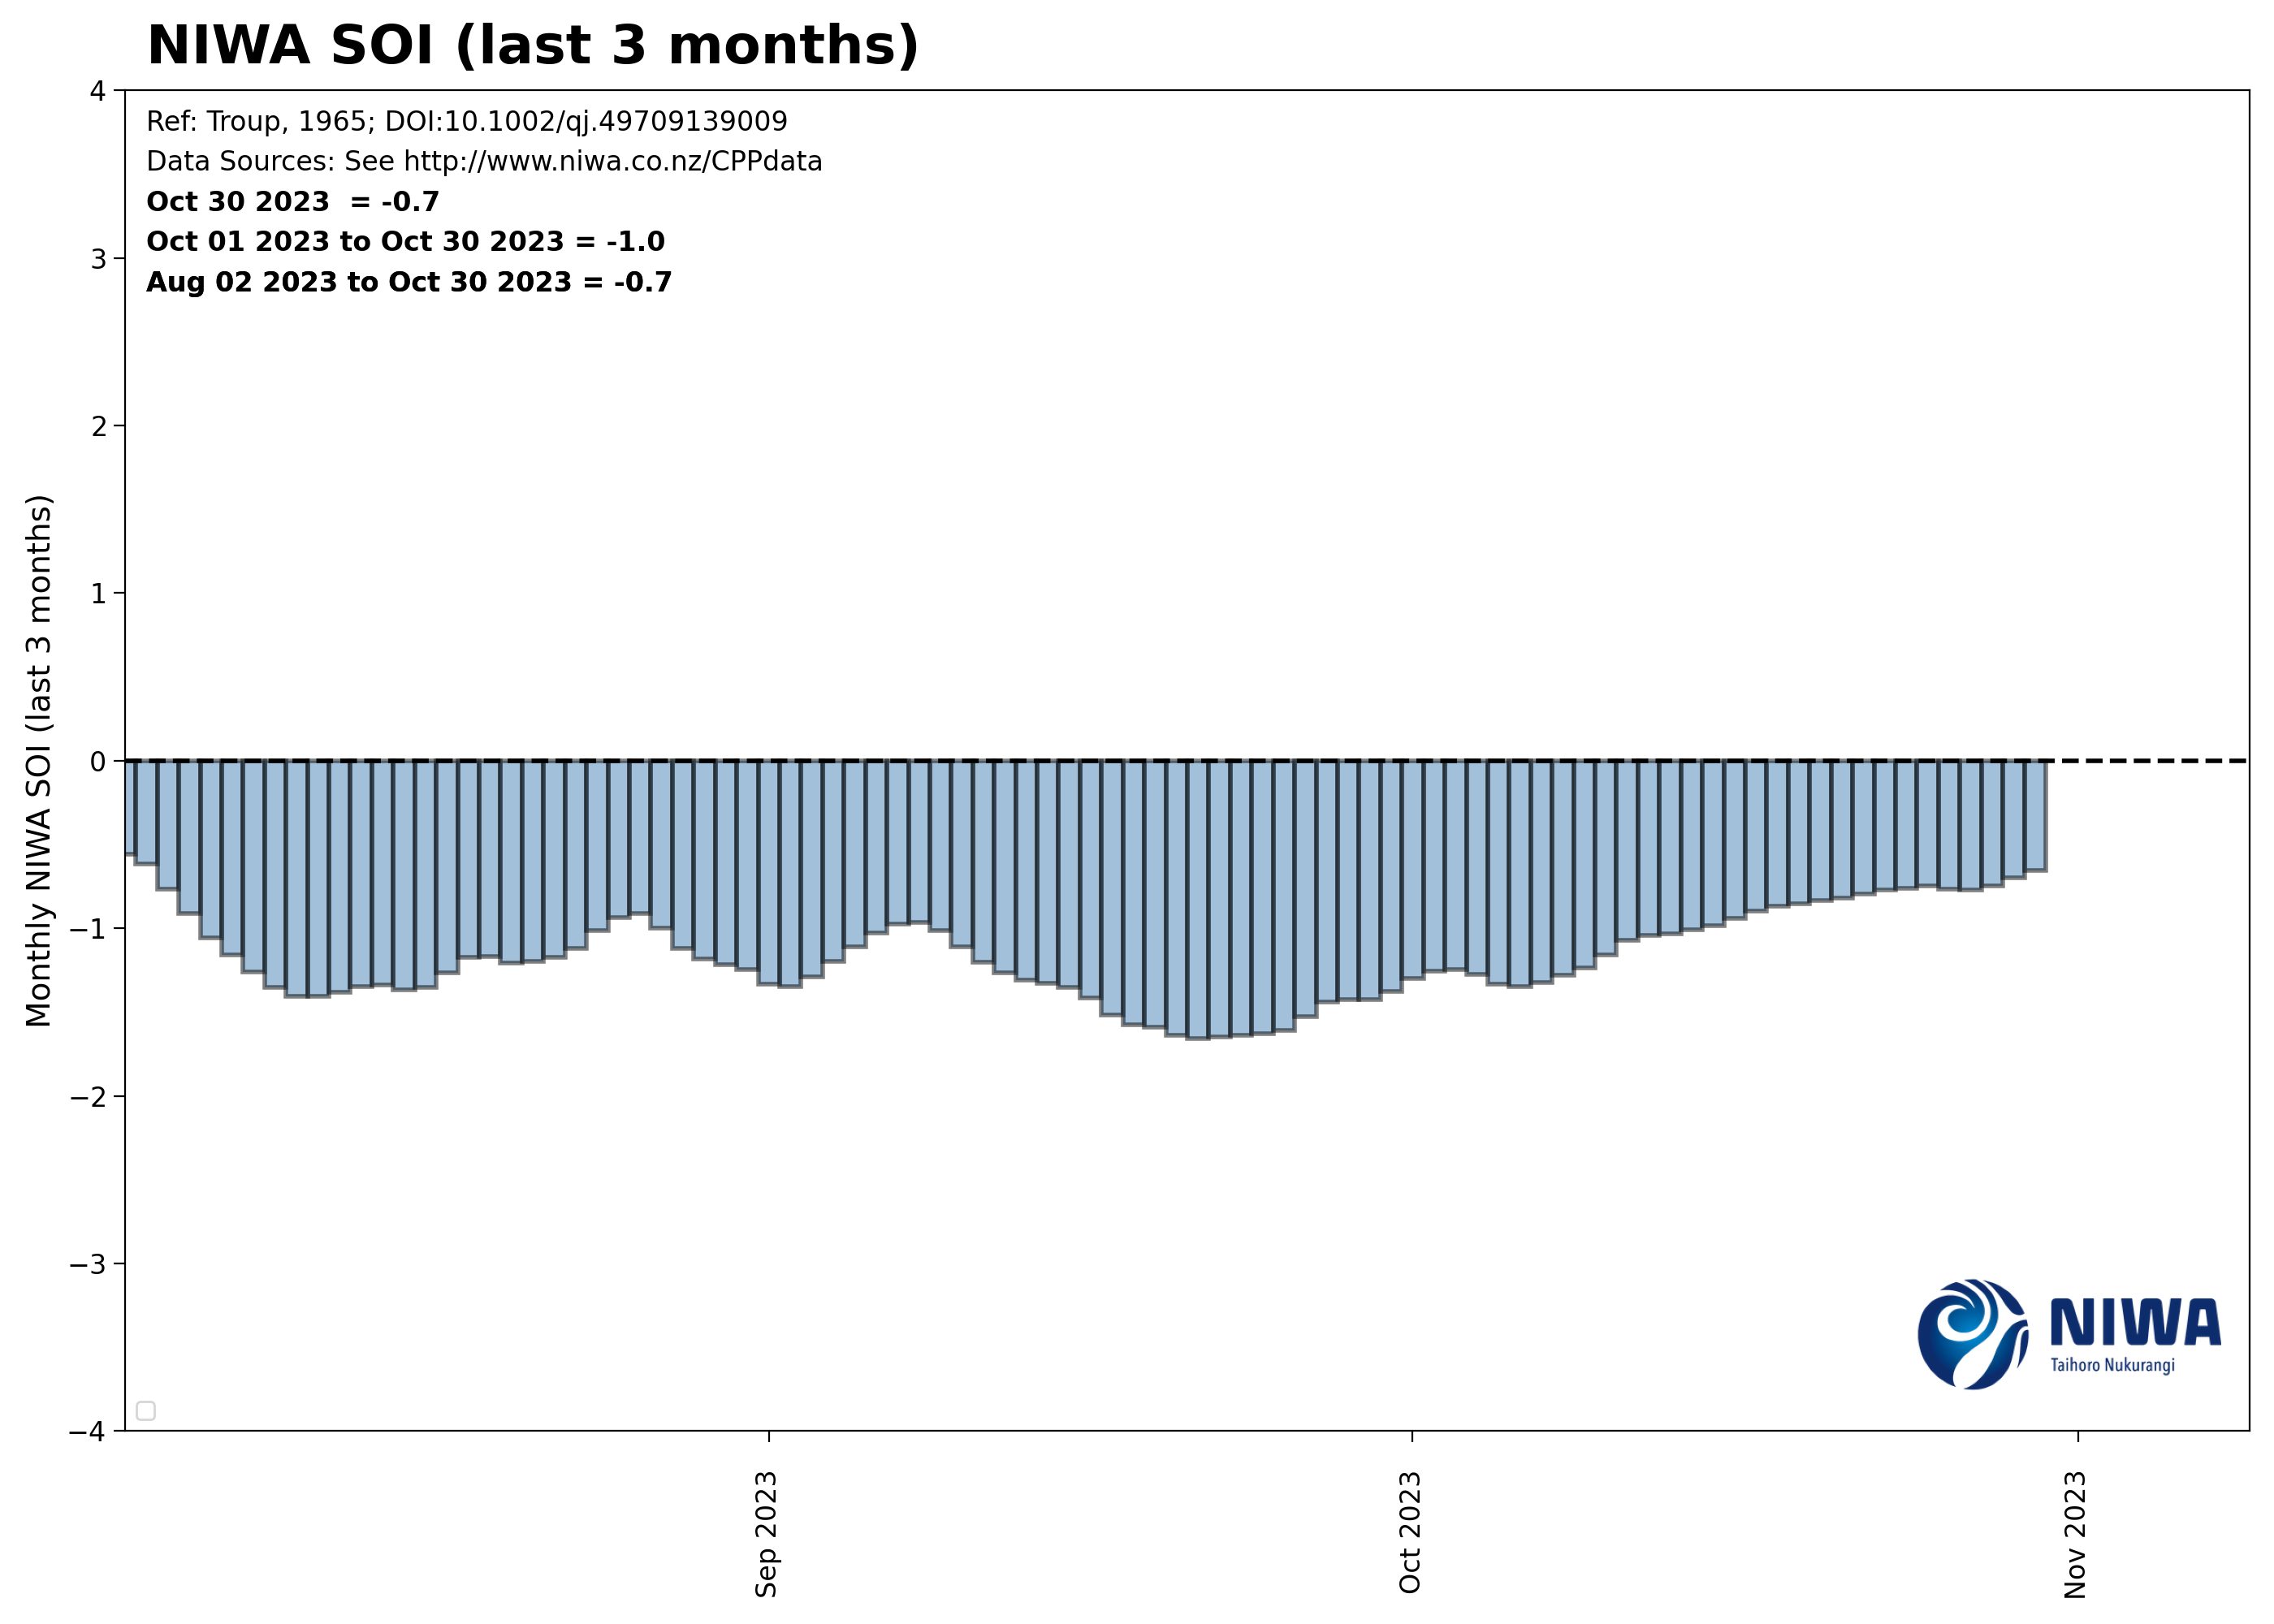 NIWA SOI (last 3 months)
Ref: Troup, 1965; DOI:10.1002/qj.49709139009
Data Sources: See http://www.niwa.co.nz/CPPdata
Oct 30 2023  = -0.7
Oct 01 2023 to Oct 30 2023 = -1.0
Aug 02 2023 to Oct 30 2023 = -0.7
Monthly NIWA SOI (last 3 months)
4
3
2
1
0
−1
−2
−3
−4
NIWA
Taihoro Nukurangi
Sep 2023
Oct 2023
Nov 2023